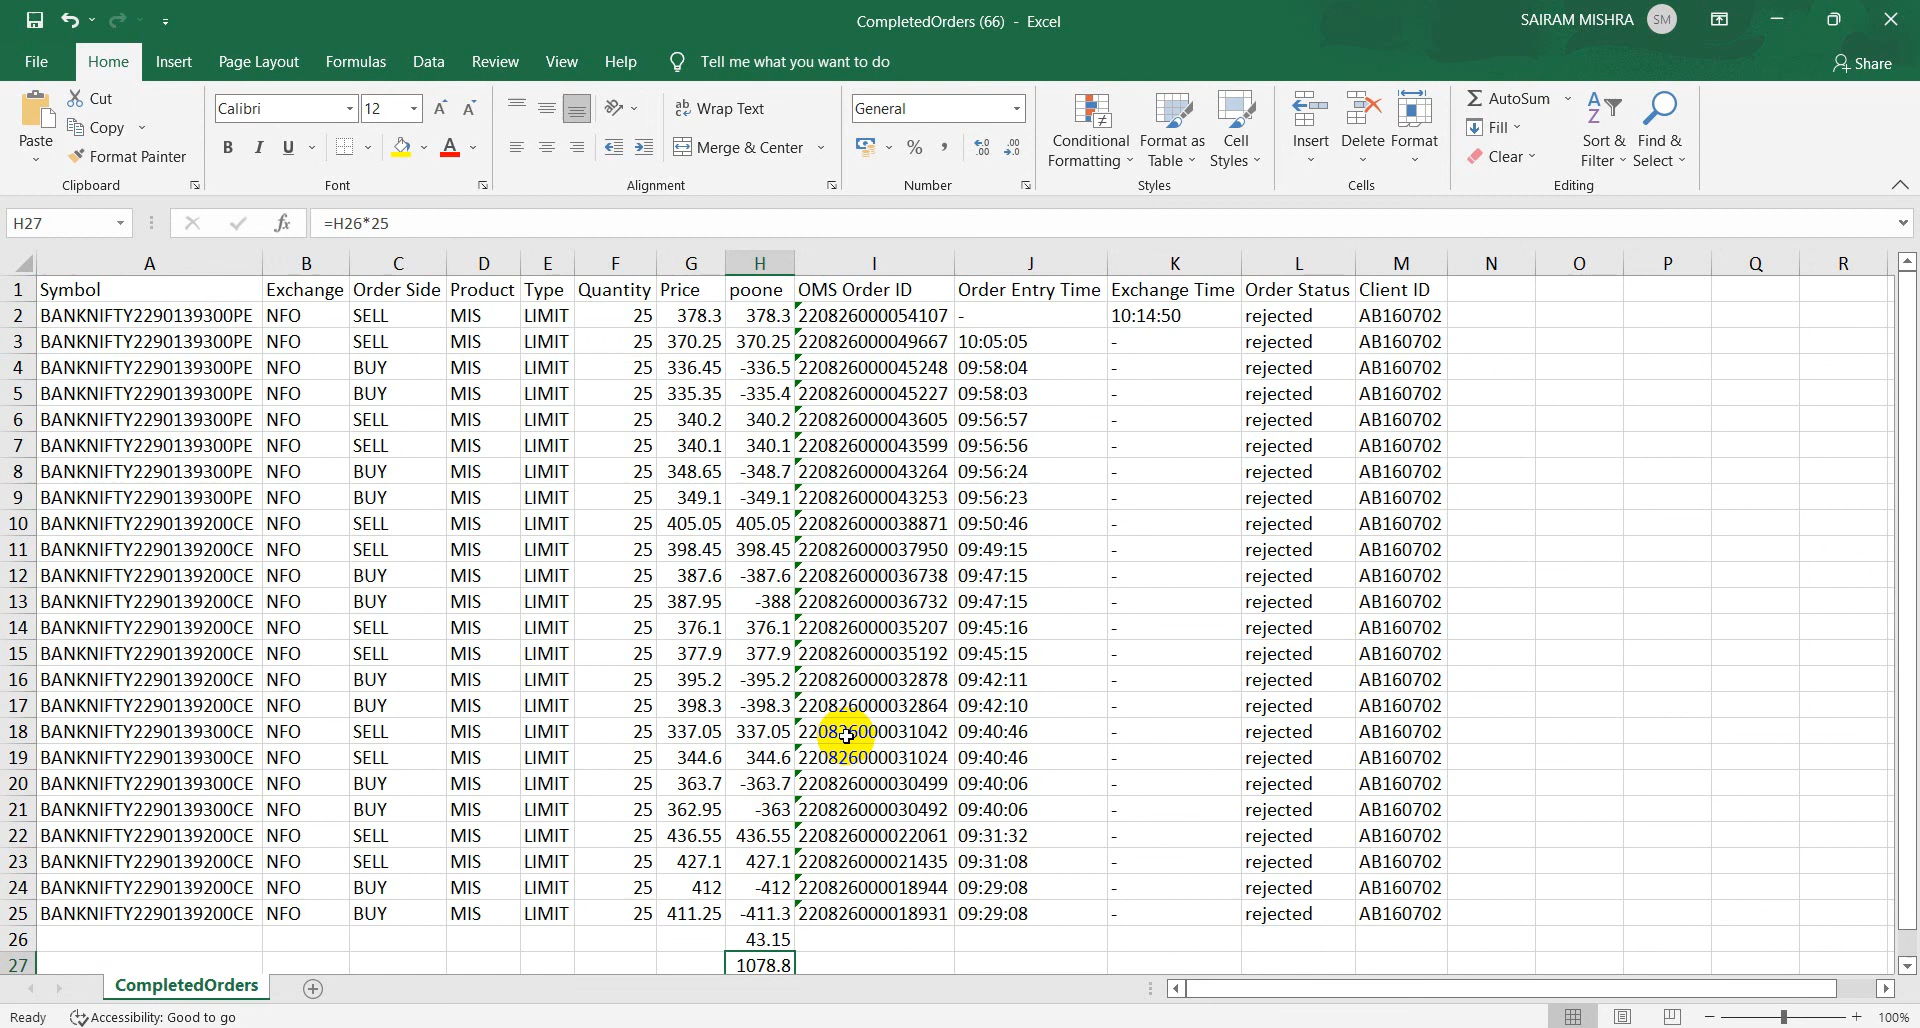 CompletedOrders (66) - Excel
SAIRAM MISHRA SM
File Home Insert Page Layout Formulas Data Review View Help Tell me what you want to do Share
Paste Cut Copy Format Painter Clipboard
Calibri 12 B I U A Font
Wrap Text Merge & Center Alignment
General % , Number
Conditional Formatting Format as Table Cell Styles Styles
Insert Delete Format Cells
AutoSum Fill Clear Sort & Filter Find & Select Editing
H27 fx =H26*25
A B C D E F G H I J K L M N O P Q R
1 Symbol Exchange Order Side Product Type Quantity Price poone OMS Order ID Order Entry Time Exchange Time Order Status Client ID
2 BANKNIFTY2290139300PE NFO SELL MIS LIMIT 25 378.3 378.3 220826000054107 - 10:14:50 rejected AB160702
3 BANKNIFTY2290139300PE NFO SELL MIS LIMIT 25 370.25 370.25 220826000049667 10:05:05 - rejected AB160702
4 BANKNIFTY2290139300PE NFO BUY MIS LIMIT 25 336.45 -336.5 220826000045248 09:58:04 - rejected AB160702
5 BANKNIFTY2290139300PE NFO BUY MIS LIMIT 25 335.35 -335.4 220826000045227 09:58:03 - rejected AB160702
6 BANKNIFTY2290139300PE NFO SELL MIS LIMIT 25 340.2 340.2 220826000043605 09:56:57 - rejected AB160702
7 BANKNIFTY2290139300PE NFO SELL MIS LIMIT 25 340.1 340.1 220826000043599 09:56:56 - rejected AB160702
8 BANKNIFTY2290139300PE NFO BUY MIS LIMIT 25 348.65 -348.7 220826000043264 09:56:24 - rejected AB160702
9 BANKNIFTY2290139300PE NFO BUY MIS LIMIT 25 349.1 -349.1 220826000043253 09:56:23 - rejected AB160702
10 BANKNIFTY2290139200CE NFO SELL MIS LIMIT 25 405.05 405.05 220826000038871 09:50:46 - rejected AB160702
11 BANKNIFTY2290139200CE NFO SELL MIS LIMIT 25 398.45 398.45 220826000037950 09:49:15 - rejected AB160702
12 BANKNIFTY2290139200CE NFO BUY MIS LIMIT 25 387.6 -387.6 220826000036738 09:47:15 - rejected AB160702
13 BANKNIFTY2290139200CE NFO BUY MIS LIMIT 25 387.95 -388 220826000036732 09:47:15 - rejected AB160702
14 BANKNIFTY2290139200CE NFO SELL MIS LIMIT 25 376.1 376.1 220826000035207 09:45:16 - rejected AB160702
15 BANKNIFTY2290139200CE NFO SELL MIS LIMIT 25 377.9 377.9 220826000035192 09:45:15 - rejected AB160702
16 BANKNIFTY2290139200CE NFO BUY MIS LIMIT 25 395.2 -395.2 220826000032878 09:42:11 - rejected AB160702
17 BANKNIFTY2290139200CE NFO BUY MIS LIMIT 25 398.3 -398.3 220826000032864 09:42:10 - rejected AB160702
18 BANKNIFTY2290139300CE NFO SELL MIS LIMIT 25 337.05 337.05 220826000031042 09:40:46 - rejected AB160702
19 BANKNIFTY2290139300CE NFO SELL MIS LIMIT 25 344.6 344.6 220826000031024 09:40:46 - rejected AB160702
20 BANKNIFTY2290139300CE NFO BUY MIS LIMIT 25 363.7 -363.7 220826000030499 09:40:06 - rejected AB160702
21 BANKNIFTY2290139300CE NFO BUY MIS LIMIT 25 362.95 -363 220826000030492 09:40:06 - rejected AB160702
22 BANKNIFTY2290139200CE NFO SELL MIS LIMIT 25 436.55 436.55 220826000022061 09:31:32 - rejected AB160702
23 BANKNIFTY2290139200CE NFO SELL MIS LIMIT 25 427.1 427.1 220826000021435 09:31:08 - rejected AB160702
24 BANKNIFTY2290139200CE NFO BUY MIS LIMIT 25 412 -412 220826000018944 09:29:08 - rejected AB160702
25 BANKNIFTY2290139200CE NFO BUY MIS LIMIT 25 411.25 -411.3 220826000018931 09:29:08 - rejected AB160702
26 43.15
27 1078.8
CompletedOrders
Ready Accessibility: Good to go 100%